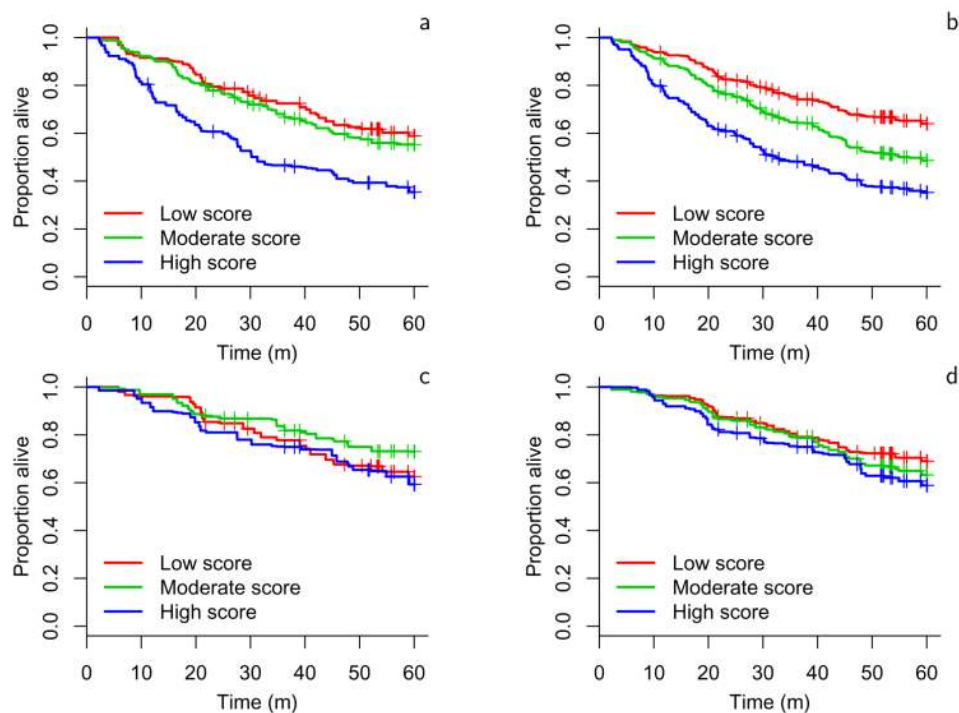 a
1.0
0.8
0.6
0.4
0.2
0.0
Proportion alive
Low score
Moderate score
High score
0 10 20 30 40 50 60
Time (m)
b
1.0
0.8
0.6
0.4
0.2
0.0
Proportion alive
Low score
Moderate score
High score
0 10 20 30 40 50 60
Time (m)
c
1.0
0.8
0.6
0.4
0.2
0.0
Proportion alive
Low score
Moderate score
High score
0 10 20 30 40 50 60
Time (m)
d
1.0
0.8
0.6
0.4
0.2
0.0
Proportion alive
Low score
Moderate score
High score
0 10 20 30 40 50 60
Time (m)